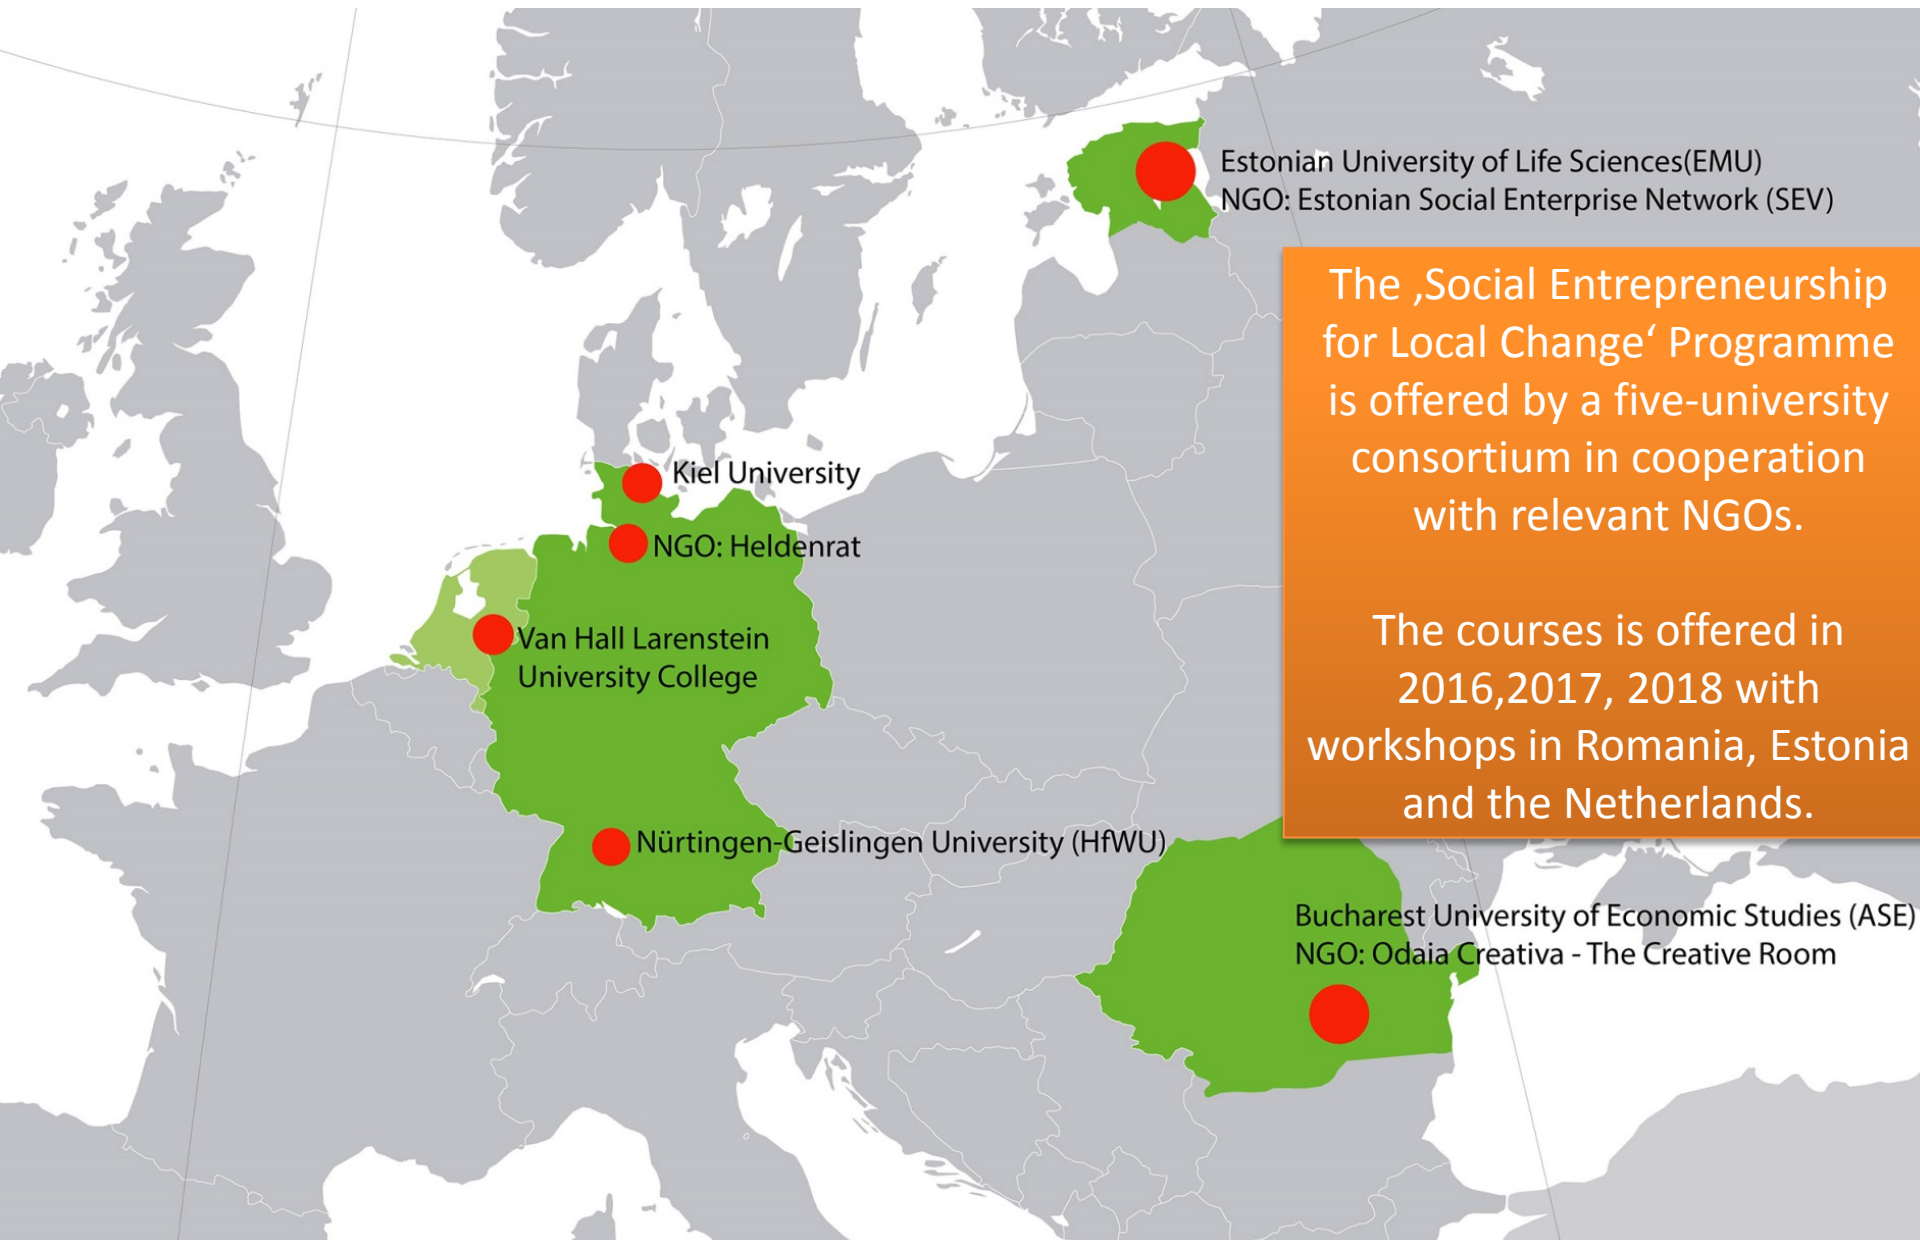 Estonian University of Life Sciences(EMU)
NGO: Estonian Social Enterprise Network (SEV)
The ‚Social Entrepreneurship
for Local Change‘ Programme
is offered by a five-university
consortium in cooperation
with relevant NGOs.
The courses is offered in
2016,2017, 2018 with
workshops in Romania, Estonia
and the Netherlands.
Kiel University
NGO: Heldenrat
Van Hall Larenstein
University College
Nürtingen-Geislingen University (HfWU)
Bucharest University of Economic Studies (ASE)
NGO: Odaia Creativa - The Creative Room